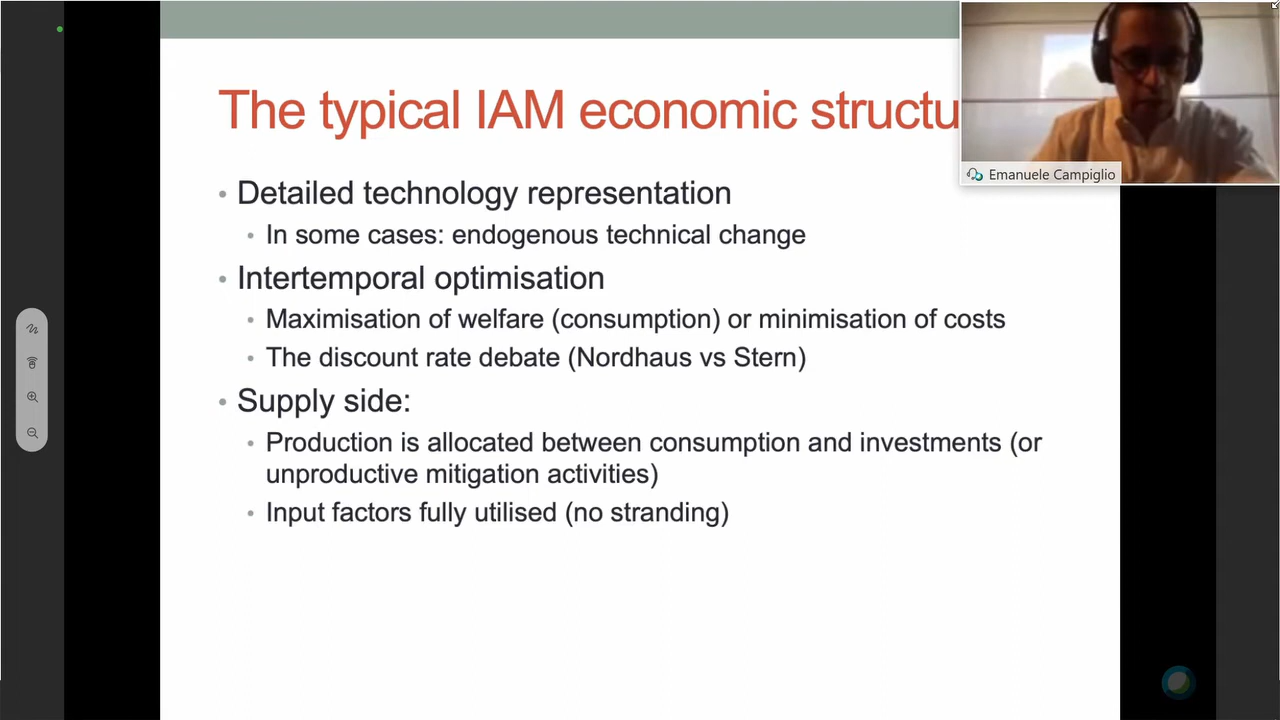 The typical IAM economic structu
Emanuele Campiglio
• Detailed technology representation
• In some cases: endogenous technical change
• Intertemporal optimisation
• Maximisation of welfare (consumption) or minimisation of costs
• The discount rate debate (Nordhaus vs Stern)
• Supply side:
• Production is allocated between consumption and investments (or
unproductive mitigation activities)
• Input factors fully utilised (no stranding)